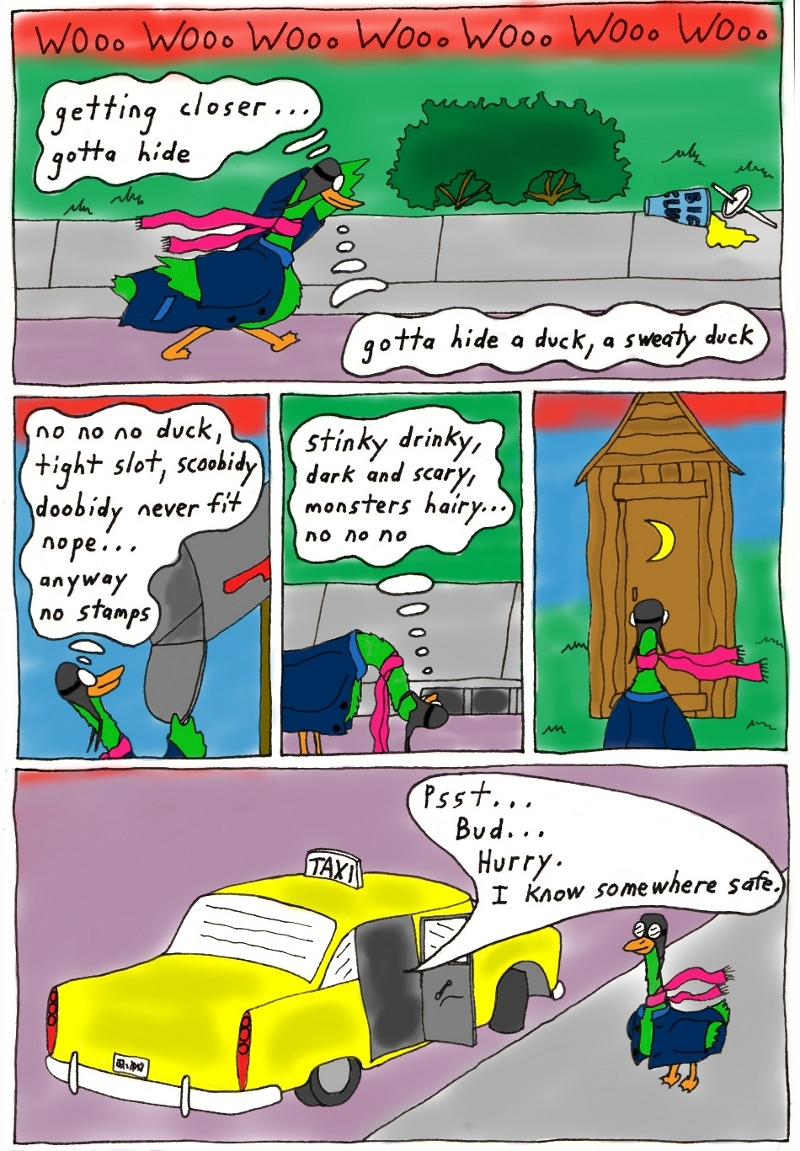 WOoo WOoo WOoo WOoo WOoo WOoo WOoo
getting closer...
gotta hide
BIG
SLU
gotta hide a duck, a sweaty duck
no no no duck,
tight slot, scoobidy
doobidy never fit
nope...
anyway
no stamps
stinky drinky,
dark and scary,
monsters hairy...
no no no
Psst...
Bud...
Hurry.
I know somewhere safe.
TAXI